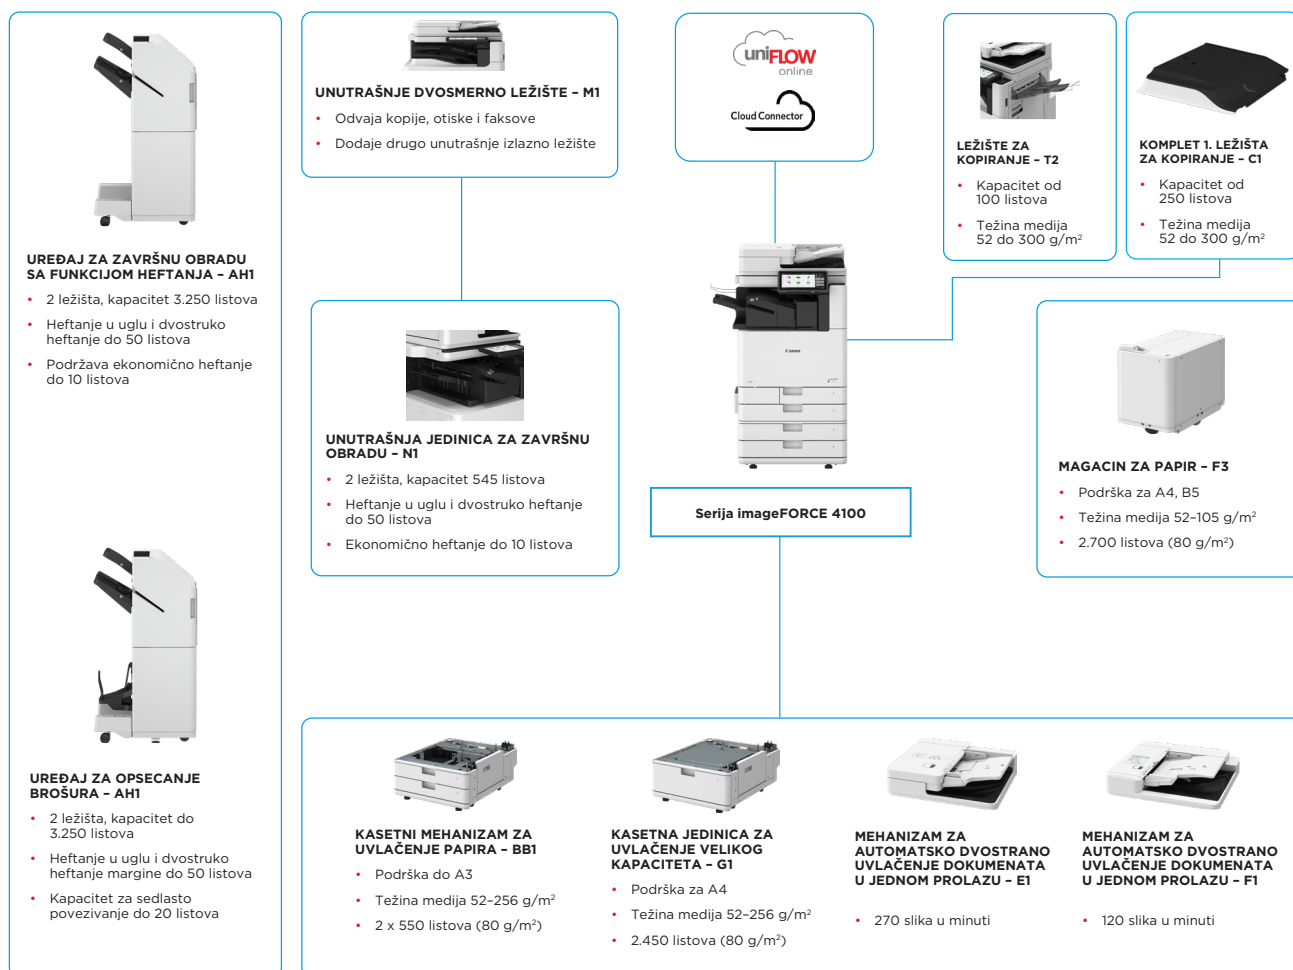 UREĐAJ ZA ZAVRŠNU OBRADU
SA FUNKCIJOM HEFTANJA – AH1
• 2 ležišta, kapacitet 3.250 listova
• Heftanje u uglu i dvostruko
heftanje do 50 listova
• Podržava ekonomično heftanje
do 10 listova
UREĐAJ ZA OPSECANJE
BROŠURA – AH1
• 2 ležišta, kapacitet do
3.250 listova
• Heftanje u uglu i dvostruko
heftanje margine do 50 listova
• Kapacitet za sedlasto
povezivanje do 20 listova
UNUTRAŠNJE DVOSMERNO LEŽIŠTE – M1
• Odvaja kopije, otiske i faksove
• Dodaje drugo unutrašnje izlazno ležište
UNUTRAŠNJA JEDINICA ZA ZAVRŠNU
OBRADU – N1
• 2 ležišta, kapacitet 545 listova
• Heftanje u uglu i dvostruko heftanje
do 50 listova
• Ekonomično heftanje do 10 listova
uniFLOW
online
Cloud Connector
Canon
Serija imageFORCE 4100
LEŽIŠTE ZA
KOPIRANJE – T2
• Kapacitet od
100 listova
• Težina medija
52 do 300 g/m²
KOMPLET 1. LEŽIŠTA
ZA KOPIRANJE – C1
• Kapacitet od
250 listova
• Težina medija
52 do 300 g/m²
MAGACIN ZA PAPIR – F3
• Podrška za A4, B5
• Težina medija 52–105 g/m²
• 2.700 listova (80 g/m²)
KASETNI MEHANIZAM ZA
UVLAČENJE PAPIRA – BB1
• Podrška do A3
• Težina medija 52–256 g/m²
• 2 x 550 listova (80 g/m²)
KASETNA JEDINICA ZA
UVLAČENJE VELIKOG
KAPACITETA – G1
• Podrška za A4
• Težina medija 52–256 g/m²
• 2.450 listova (80 g/m²)
MEHANIZAM ZA
AUTOMATSKO DVOSTRANO
UVLAČENJE DOKUMENATA
U JEDNOM PROLAZU – E1
• 270 slika u minuti
MEHANIZAM ZA
AUTOMATSKO DVOSTRANO
UVLAČENJE DOKUMENATA
U JEDNOM PROLAZU – F1
• 120 slika u minuti